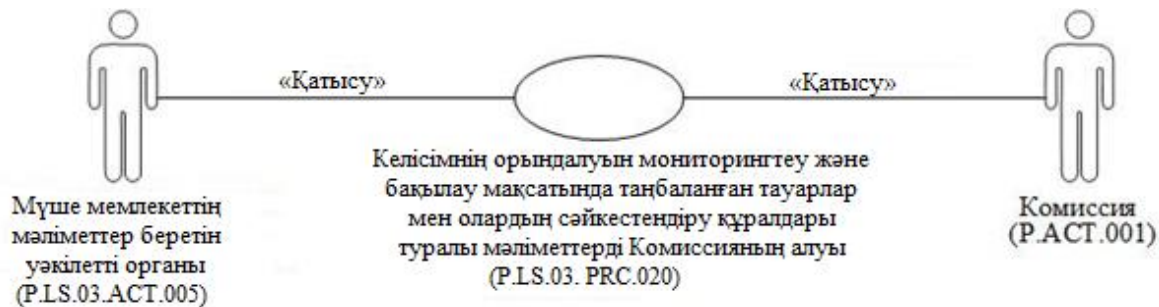 «Қатысу»
«Қатысу»
Мүше мемлекеттің
мәліметтер беретін
уәкілетті органы
(P.LS.03.ACT.005)
Келісімнің орындалуын мониторингтеу және
бақылау мақсатында таңбаланған тауарлар
мен олардың сәйкестендіру құралдары
туралы мәліметтерді Комиссияның алуы
(P.LS.03. PRC.020)
Комиссия
(P.ACT.001)